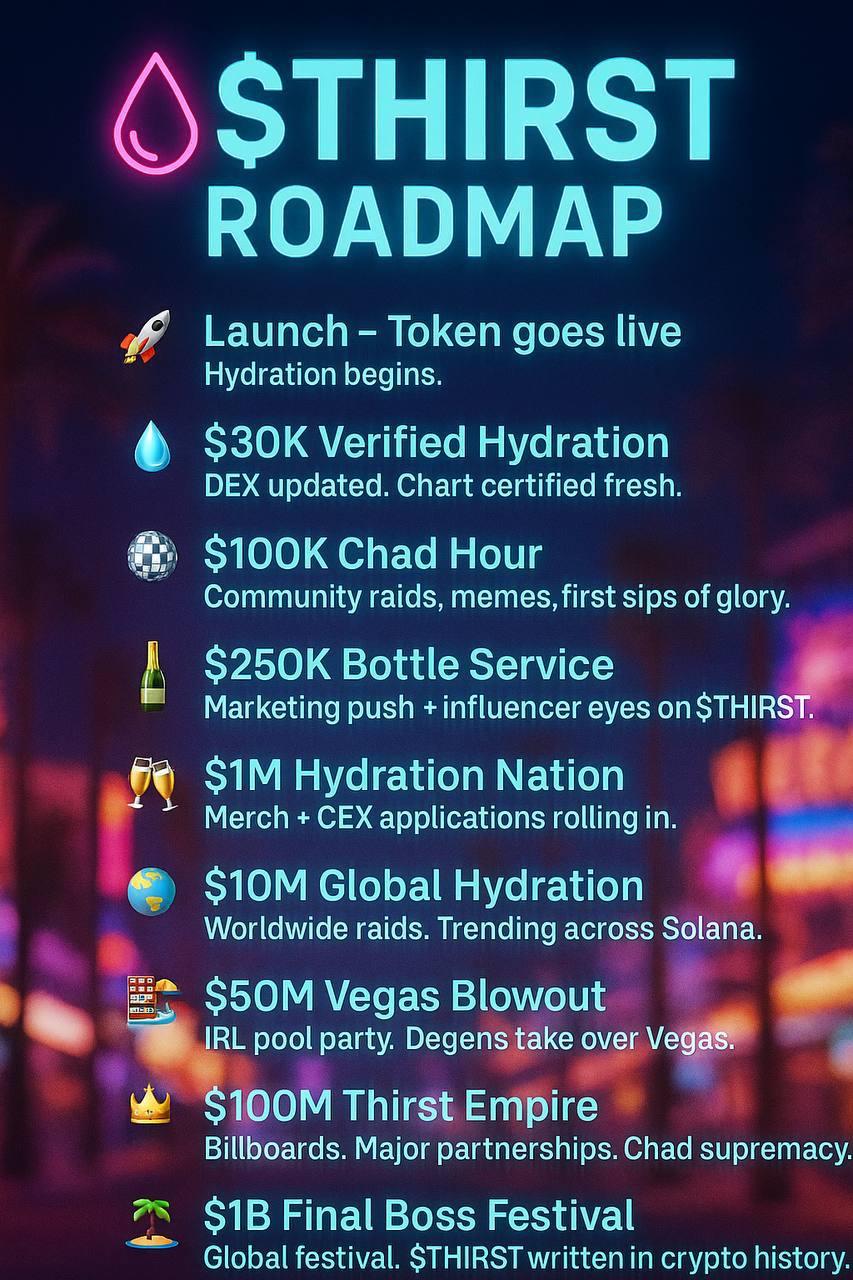 $THIRST
ROADMAP
Launch – Token goes live
Hydration begins.
$30K Verified Hydration
DEX updated. Chart certified fresh.
$100K Chad Hour
Community raids, memes, first sips of glory.
$250K Bottle Service
Marketing push + influencer eyes on $THIRST.
$1M Hydration Nation
Merch + CEX applications rolling in.
$10M Global Hydration
Worldwide raids. Trending across Solana.
$50M Vegas Blowout
IRL pool party. Degens take over Vegas.
$100M Thirst Empire
Billboards. Major partnerships. Chad supremacy.
$1B Final Boss Festival
Global festival. $THIRST written in crypto history.